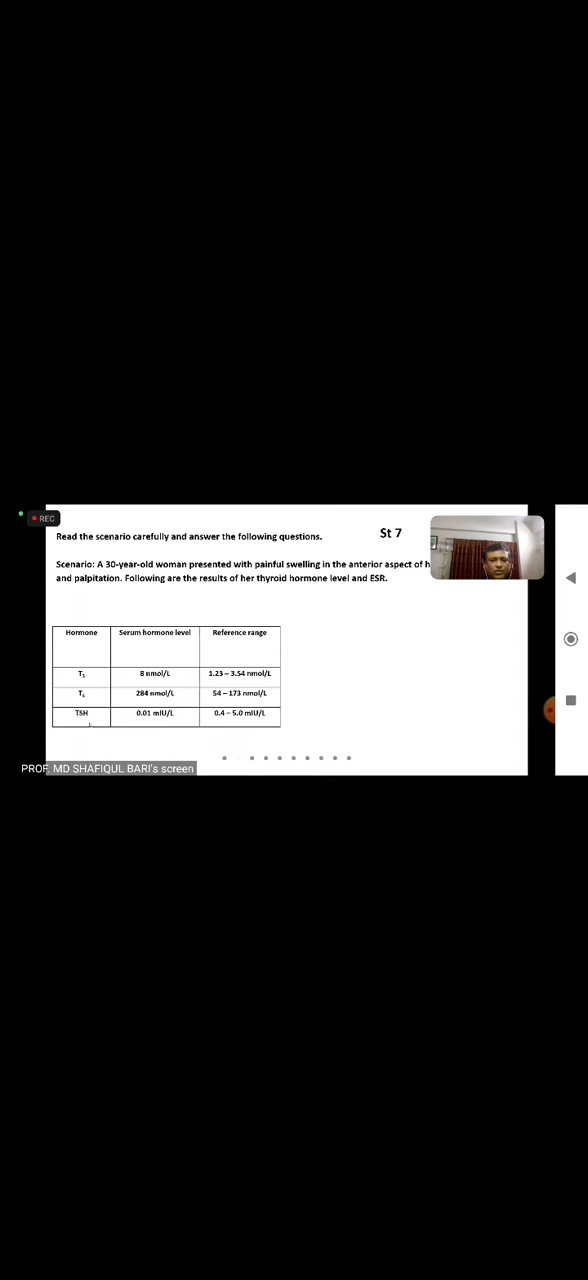 REC
Read the scenario carefully and answer the following questions.
St 7
Scenario: A 30-year-old woman presented with painful swelling in the anterior aspect of h
and palpitation. Following are the results of her thyroid hormone level and ESR.
Hormone Serum hormone level Reference range
T₃ 8 nmol/L 1.23 – 3.54 nmol/L
T₄ 284 nmol/L 54 – 173 nmol/L
TSH 0.01 mIU/L 0.4 – 5.0 mIU/L
PROF. MD SHAFIQUL BARI's screen